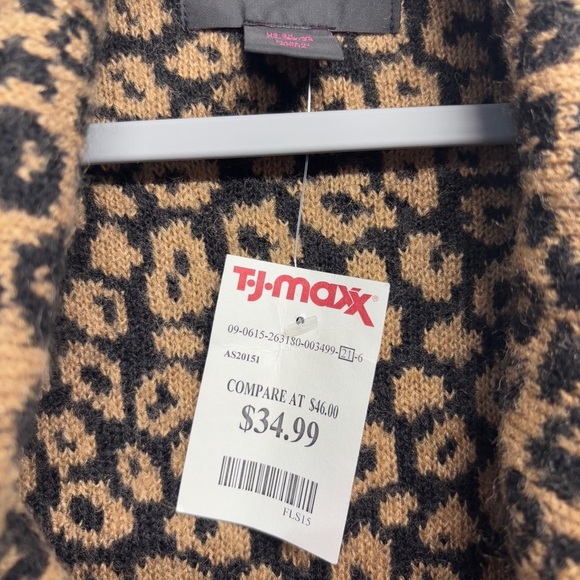 T·J·maxx®
09-0615-263180-003499-21-6
AS20151
COMPARE AT $46.00
$34.99
FLS15